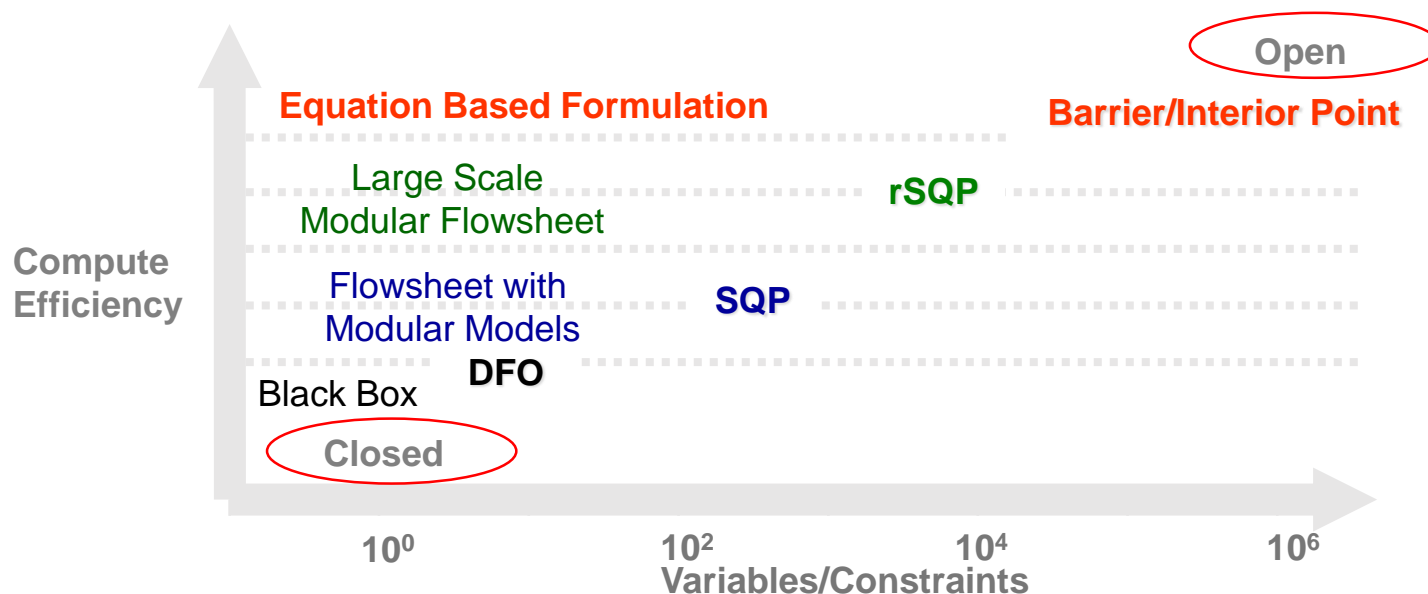 Open
Equation Based Formulation
Barrier/Interior Point
Large Scale
Modular Flowsheet
rSQP
Compute
Efficiency
Flowsheet with
Modular Models
SQP
DFO
Black Box
Closed
10⁰ 10² 10⁴ 10⁶
Variables/Constraints